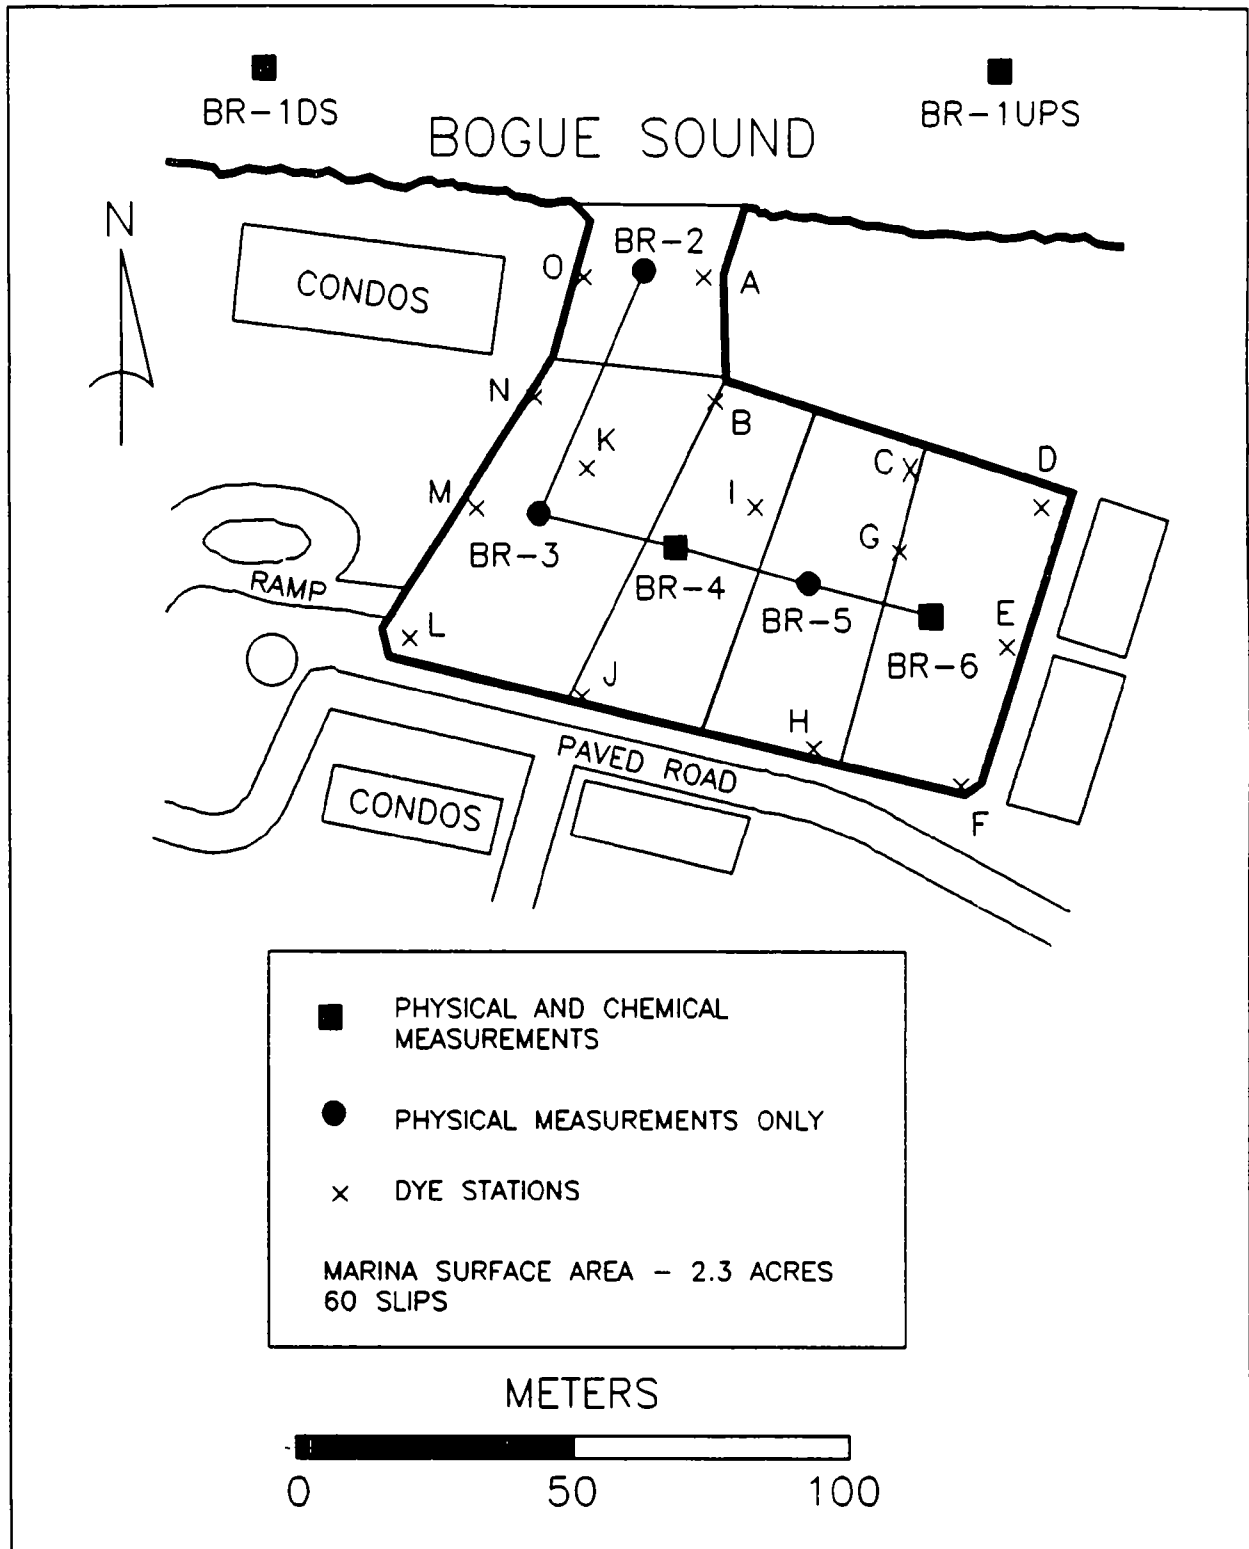 BR-1DS
BR-1UPS
BOGUE SOUND
N
CONDOS
O
BR-2
A
N
B
K
C
D
M
I
G
BR-3
BR-4
BR-5
BR-6
E
RAMP
L
J
H
PAVED ROAD
CONDOS
F
PHYSICAL AND CHEMICAL
MEASUREMENTS
PHYSICAL MEASUREMENTS ONLY
DYE STATIONS
MARINA SURFACE AREA - 2.3 ACRES
60 SLIPS
METERS
0 50 100